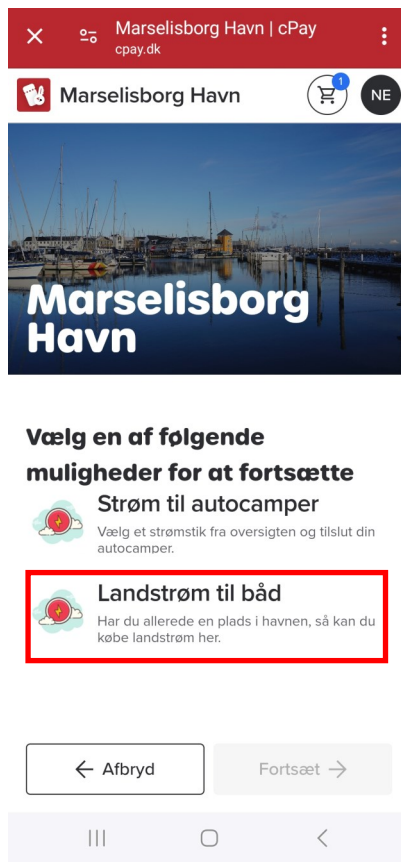 Marselisborg Havn | cPay
cpay.dk
Marselisborg Havn
1
NE
Marselisborg
Havn
Vælg en af følgende
muligheder for at fortsætte
Strøm til autocamper
Vælg et strømstik fra oversigten og tilslut din
autocamper.
Landstrøm til båd
Har du allerede en plads i havnen, så kan du
købe landstrøm her.
Afbryd
Fortsæt